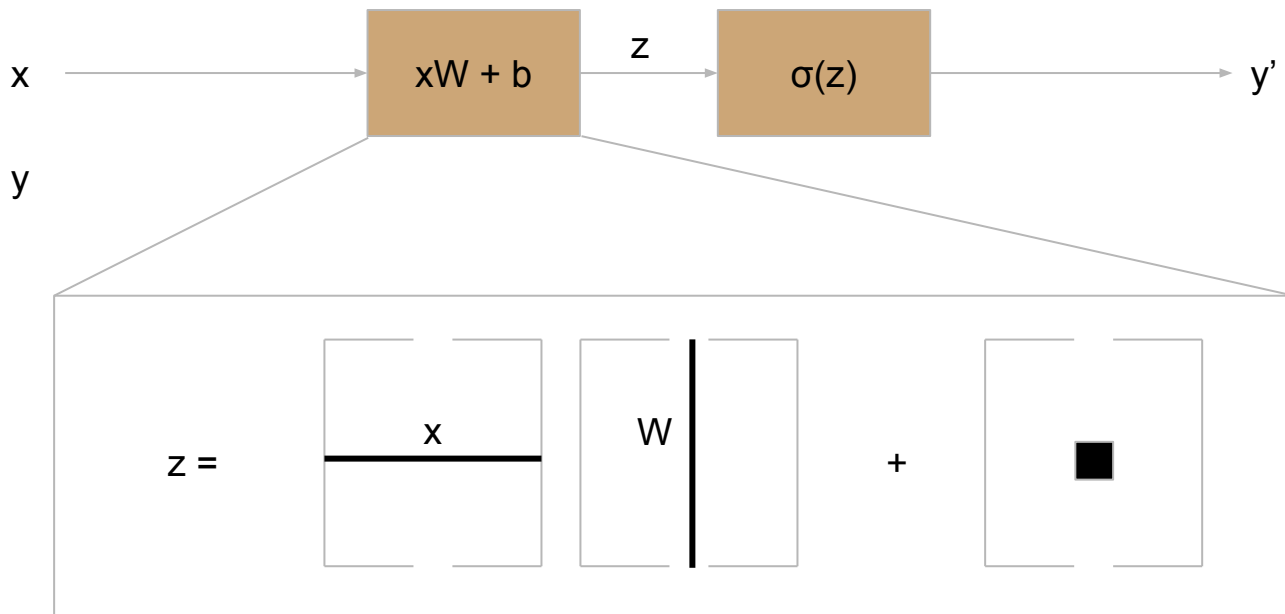 x
xW + b
z
σ(z)
y’
y
x
W
z =
+